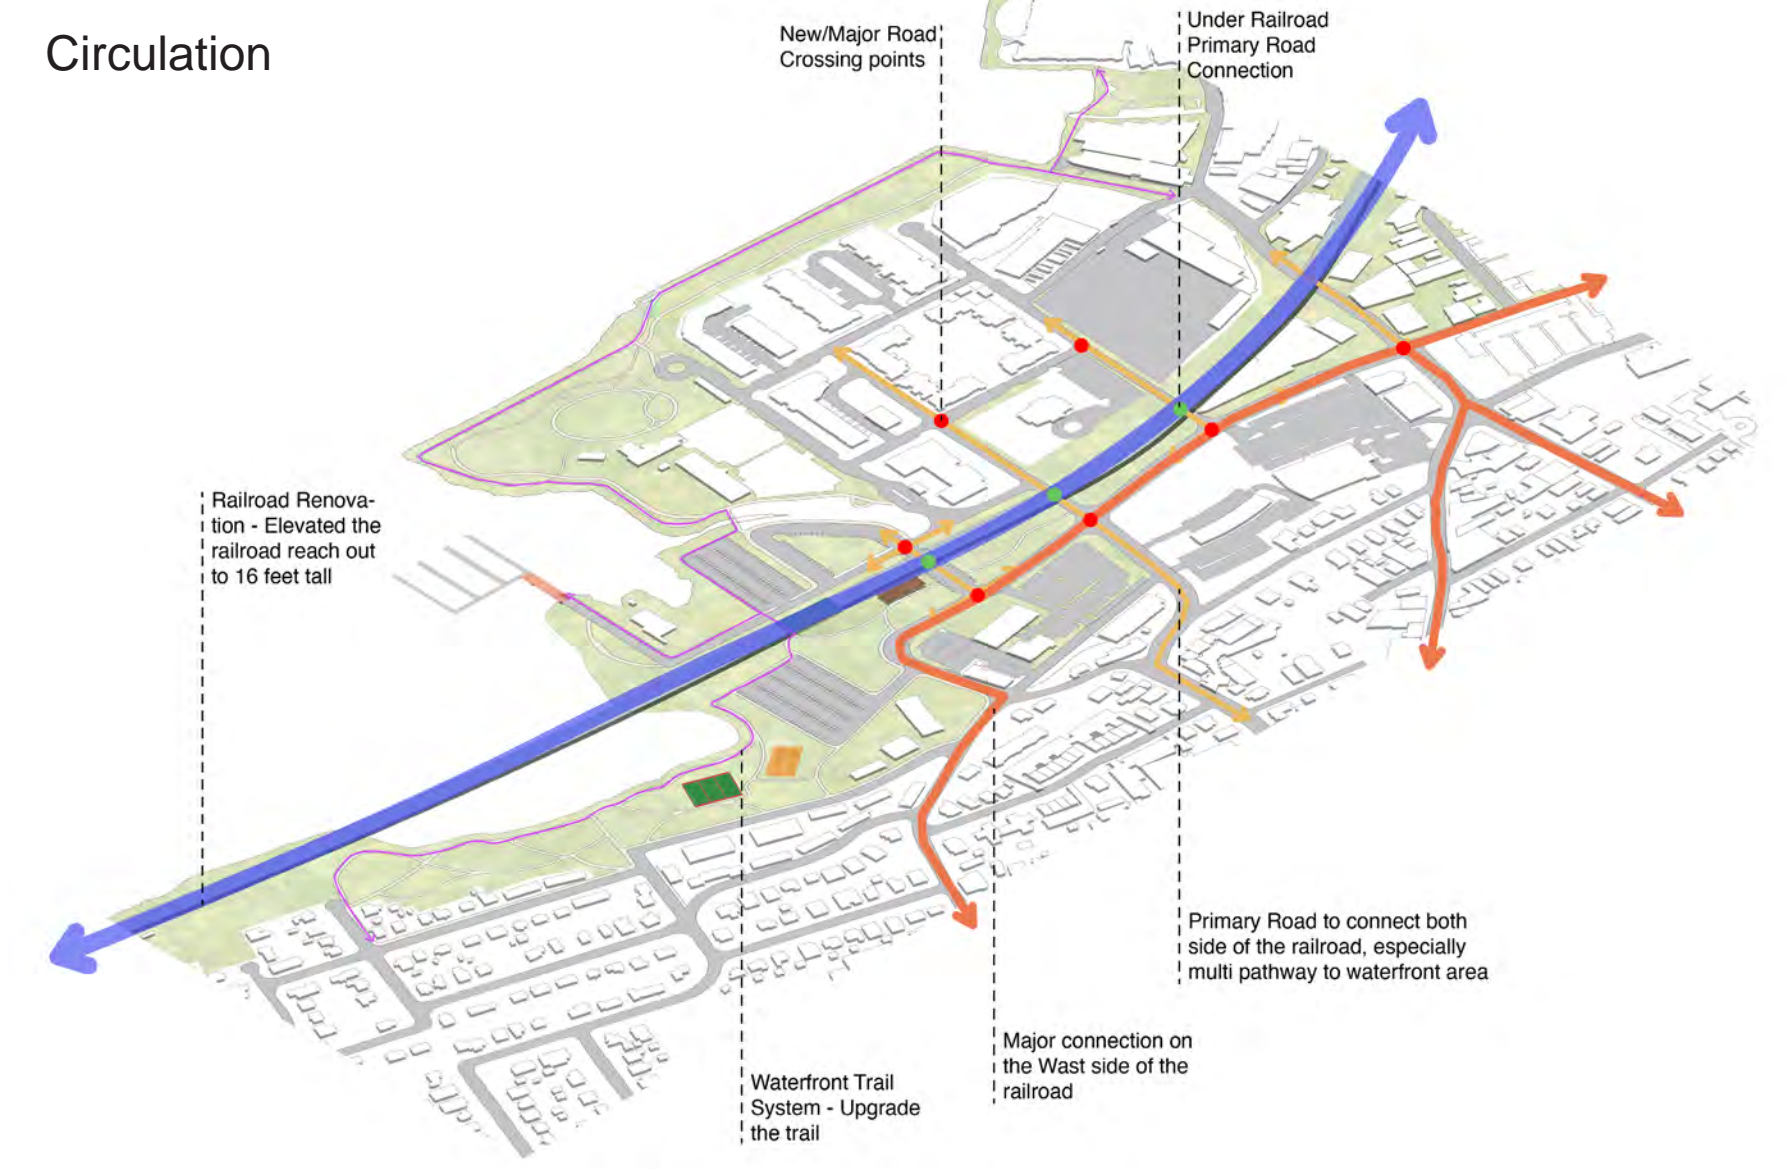 Circulation
New/Major Road
Crossing points
Under Railroad
Primary Road
Connection
Railroad Renova-
tion - Elevated the
railroad reach out
to 16 feet tall
Primary Road to connect both
side of the railroad, especially
multi pathway to waterfront area
Major connection on
the Wast side of the
railroad
Waterfront Trail
System - Upgrade
the trail